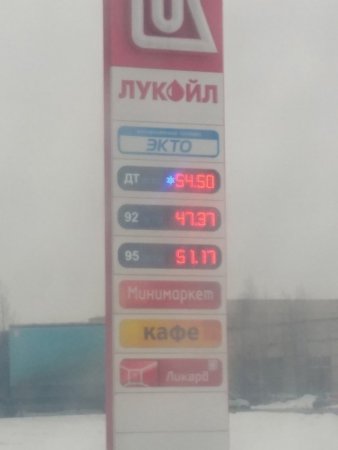 ЛУКОЙЛ
ЭКТО
ДТ *54.50
92 47.37
95 51.17
Минимаркет
кафе
Ликард